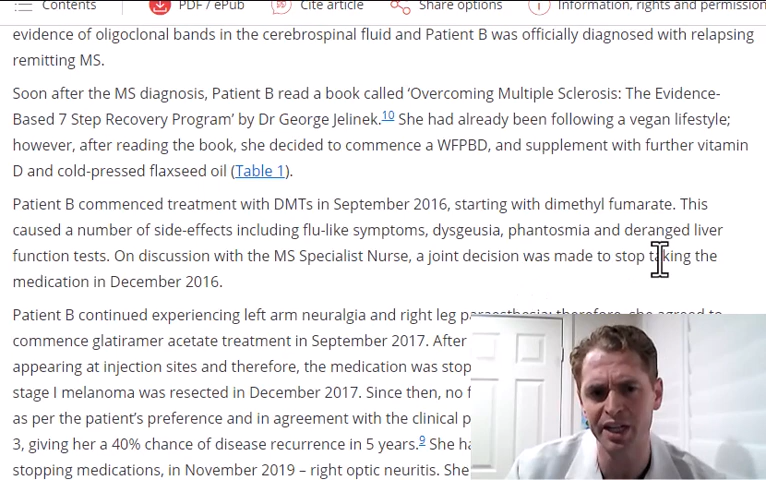 Contents PDF / ePub Cite article Share options Information, rights and permission
evidence of oligoclonal bands in the cerebrospinal fluid and Patient B was officially diagnosed with relapsing
remitting MS.
Soon after the MS diagnosis, Patient B read a book called ‘Overcoming Multiple Sclerosis: The Evidence-
Based 7 Step Recovery Program’ by Dr George Jelinek.10 She had already been following a vegan lifestyle;
however, after reading the book, she decided to commence a WFPBD, and supplement with further vitamin
D and cold-pressed flaxseed oil (Table 1).
Patient B commenced treatment with DMTs in September 2016, starting with dimethyl fumarate. This
caused a number of side-effects including flu-like symptoms, dysgeusia, phantosmia and deranged liver
function tests. On discussion with the MS Specialist Nurse, a joint decision was made to stop taking the
medication in December 2016.
Patient B continued experiencing left arm neuralgia and right leg paraesthesia; therefore, she agreed to
commence glatiramer acetate treatment in September 2017. After
appearing at injection sites and therefore, the medication was stop
stage I melanoma was resected in December 2017. Since then, no
as per the patient’s preference and in agreement with the clinical p
3, giving her a 40% chance of disease recurrence in 5 years.9 She ha
stopping medications, in November 2019 – right optic neuritis. She